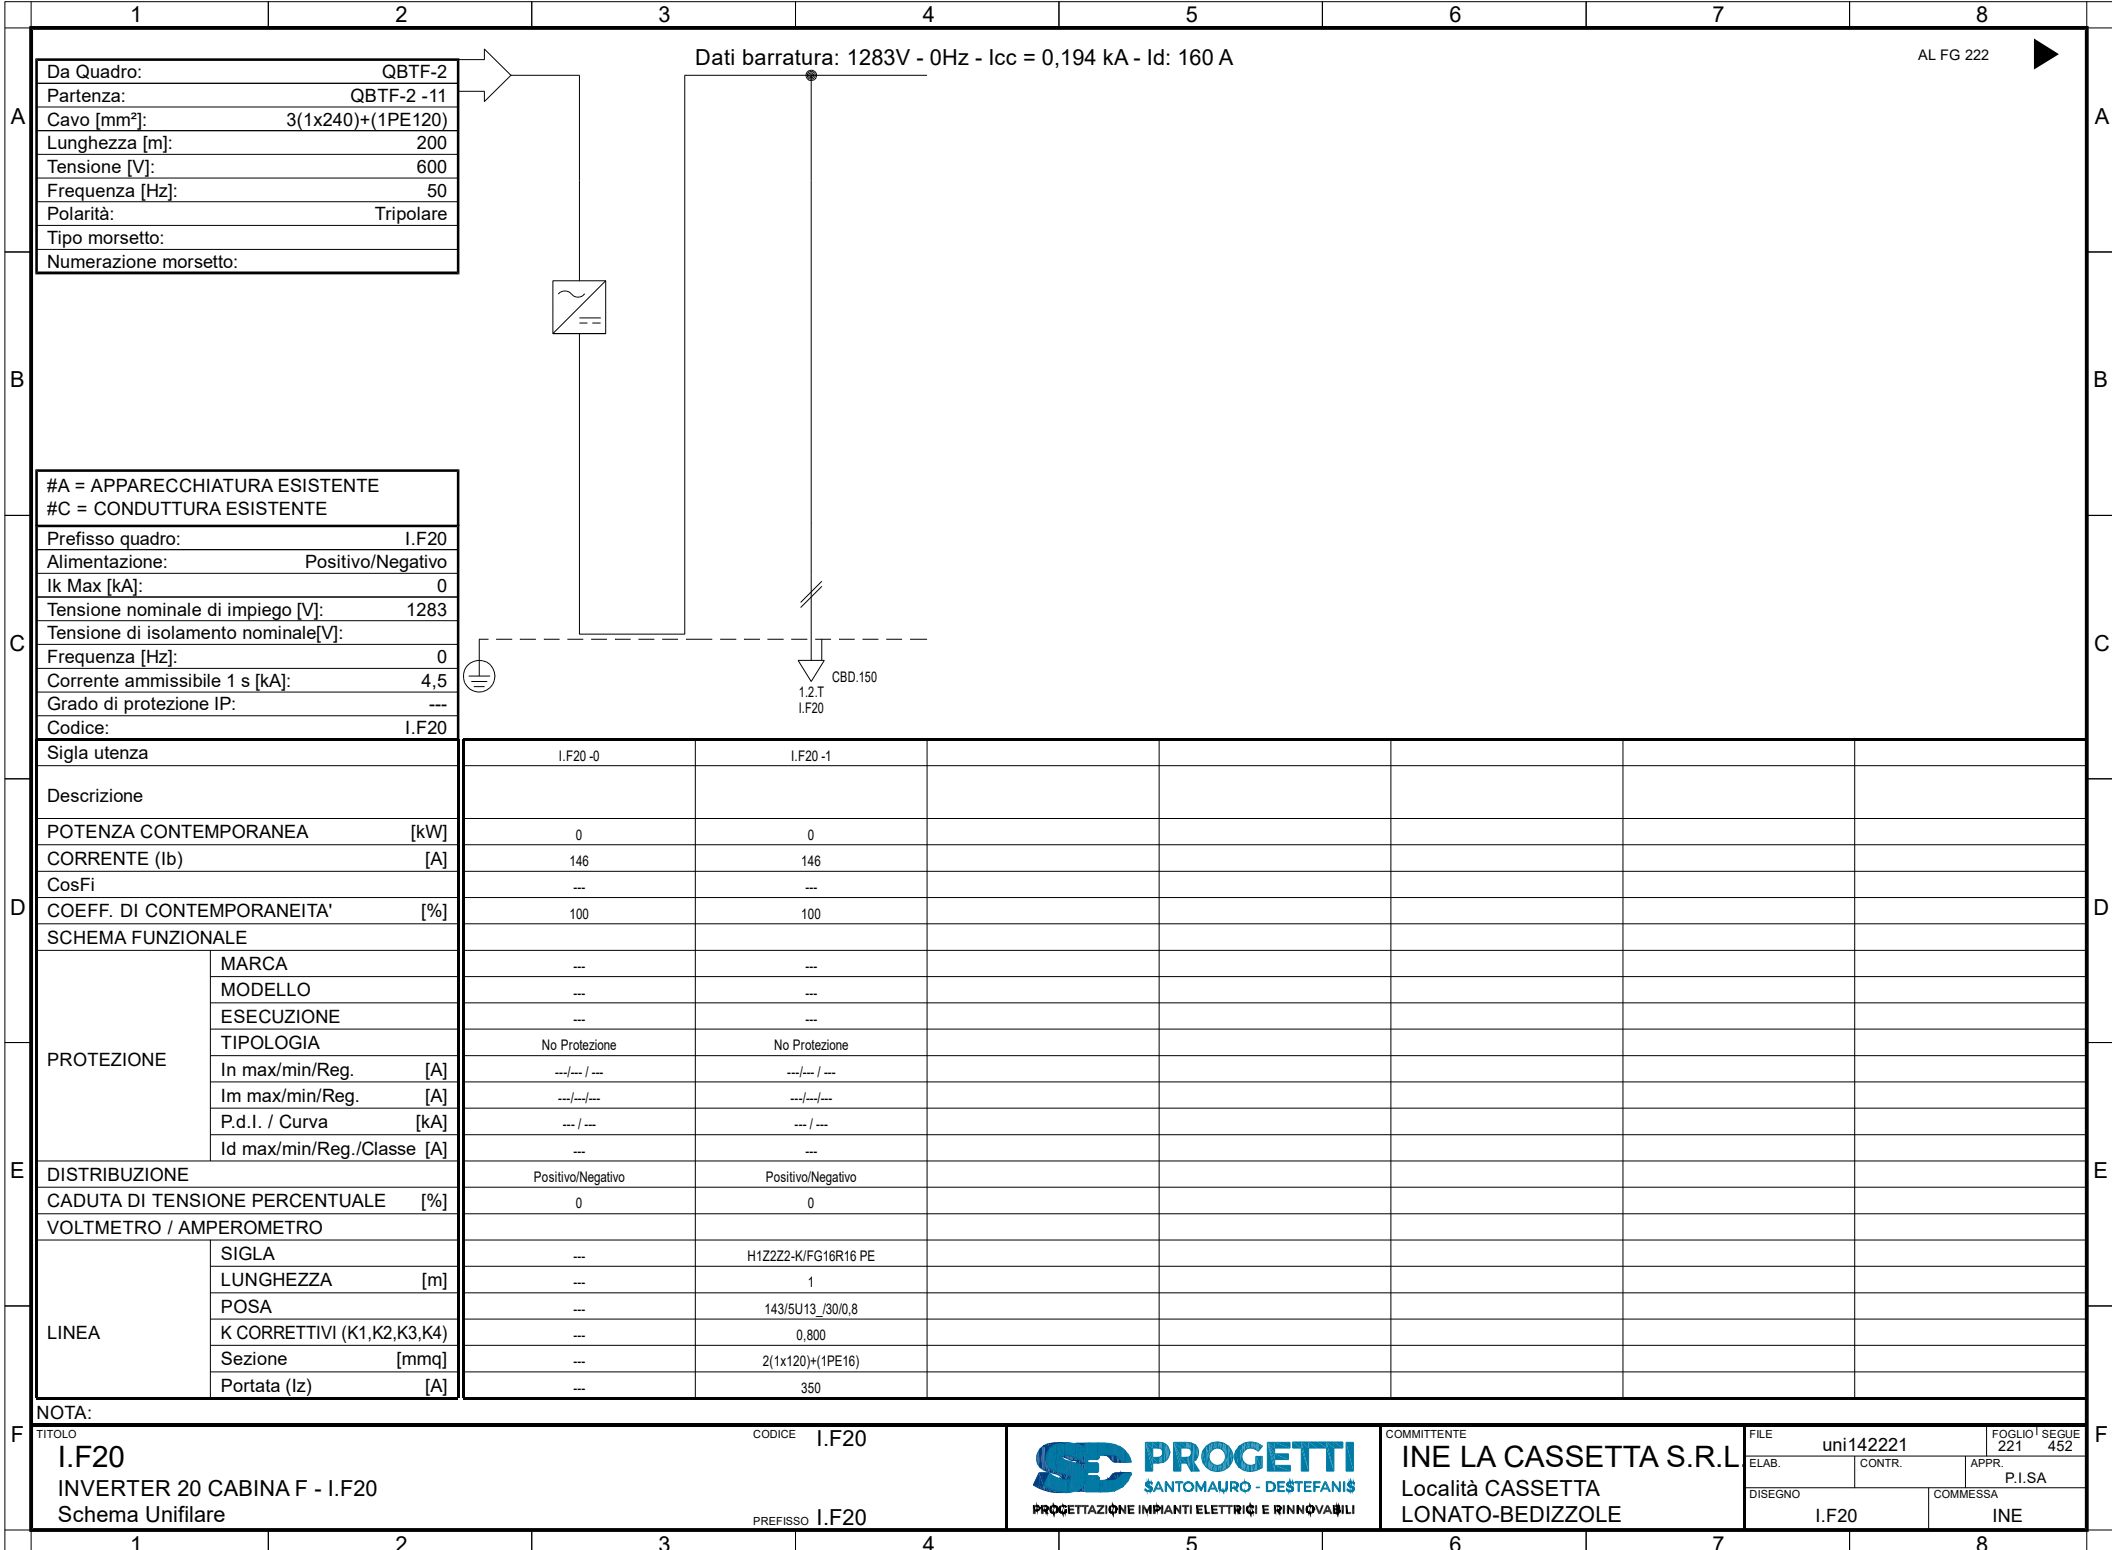 1 2 3 4 5 6 7 8
Dati barratura: 1283V - 0Hz - Icc = 0,194 kA - Id: 160 A
AL FG 222
Da Quadro: QBTF-2
Partenza: QBTF-2 -11
A A
Cavo [mm²]: 3(1x240)+(1PE120)
Lunghezza [m]: 200
Tensione [V]: 600
Frequenza [Hz]: 50
Polarità: Tripolare
Tipo morsetto:
Numerazione morsetto:
B B
#A = APPARECCHIATURA ESISTENTE
#C = CONDUTTURA ESISTENTE
Prefisso quadro: I.F20
Alimentazione: Positivo/Negativo
Ik Max [kA]: 0
Tensione nominale di impiego [V]: 1283
Tensione di isolamento nominale[V]:
C C
Frequenza [Hz]: 0
Corrente ammissibile 1 s [kA]: 4,5
Grado di protezione IP: ---
Codice: I.F20
CBD.150
1.2.T
I.F20
Sigla utenza I.F20 -0 I.F20 -1
Descrizione
POTENZA CONTEMPORANEA [kW] 0 0
CORRENTE (Ib) [A] 146 146
CosFi --- ---
D D
COEFF. DI CONTEMPORANEITA' [%] 100 100
SCHEMA FUNZIONALE
PROTEZIONE
MARCA --- ---
MODELLO --- ---
ESECUZIONE --- ---
TIPOLOGIA No Protezione No Protezione
In max/min/Reg. [A] ---/--- / --- ---/--- / ---
Im max/min/Reg. [A] ---/---/--- ---/---/---
P.d.I. / Curva [kA] --- / --- --- / ---
Id max/min/Reg./Classe [A] --- ---
E E
DISTRIBUZIONE Positivo/Negativo Positivo/Negativo
CADUTA DI TENSIONE PERCENTUALE [%] 0 0
VOLTMETRO / AMPEROMETRO
LINEA
SIGLA --- H1Z2Z2-K/FG16R16 PE
LUNGHEZZA [m] --- 1
POSA --- 143/5U13_/30/0,8
K CORRETTIVI (K1,K2,K3,K4) --- 0,800
Sezione [mmq] --- 2(1x120)+(1PE16)
Portata (Iz) [A] --- 350
NOTA:
F F
TITOLO
I.F20
INVERTER 20 CABINA F - I.F20
Schema Unifilare
CODICE I.F20
PREFISSO I.F20
PROGETTI
SANTOMAURO - DESTEFANIS
PROGETTAZIONE IMPIANTI ELETTRICI E RINNOVABILI
COMMITTENTE
INE LA CASSETTA S.R.L.
Località CASSETTA
LONATO-BEDIZZOLE
FILE uni142221
FOGLIO 221 SEGUE 452
ELAB. CONTR. APPR. P.I.SA
DISEGNO I.F20
COMMESSA INE
1 2 3 4 5 6 7 8